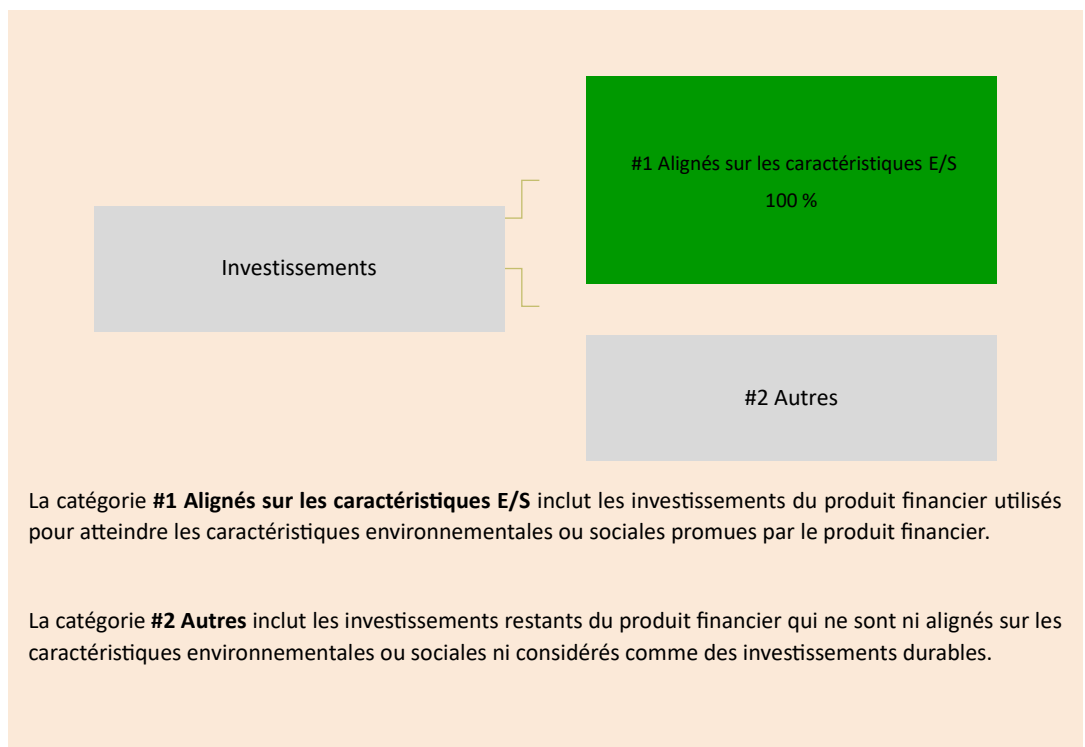 #1 Alignés sur les caractéristiques E/S
100 %
Investissements
#2 Autres
La catégorie #1 Alignés sur les caractéristiques E/S inclut les investissements du produit financier utilisés
pour atteindre les caractéristiques environnementales ou sociales promues par le produit financier.
La catégorie #2 Autres inclut les investissements restants du produit financier qui ne sont ni alignés sur les
caractéristiques environnementales ou sociales ni considérés comme des investissements durables.